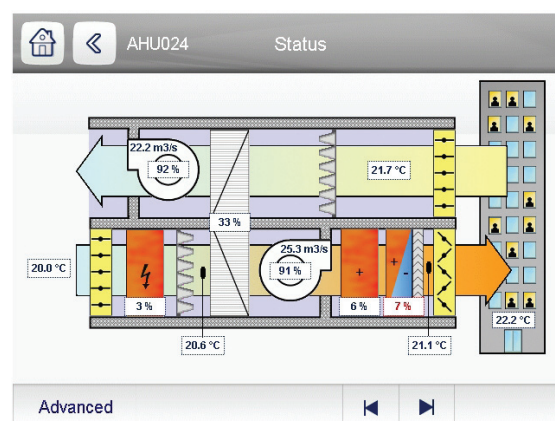 AHU024
Status
22.2 m3/s
92 %
21.7 °C
33 %
25.3 m3/s
91 %
20.0 °C
+
+
-
3 %
6 %
7 %
22.2 °C
20.6 °C
21.1 °C
Advanced